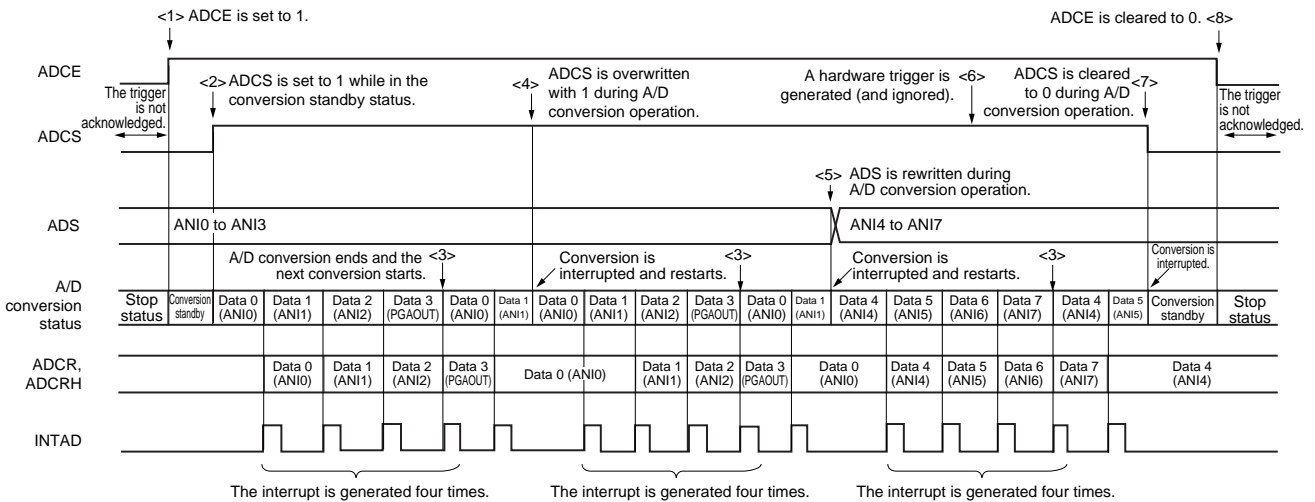 <1> ADCE is set to 1.
ADCE is cleared to 0. <8>
ADCE
The trigger
is not
acknowledged.
<2> ADCS is set to 1 while in the
conversion standby status.
<4> ADCS is overwritten
with 1 during A/D
conversion operation.
A hardware trigger is <6>
generated (and ignored).
ADCS is cleared <7>
to 0 during A/D
conversion operation.
The trigger
is not
acknowledged.
ADCS
<5> ADS is rewritten during
A/D conversion operation.
ADS
ANI0 to ANI3
ANI4 to ANI7
A/D conversion ends and the <3>
next conversion starts.
Conversion is
interrupted and restarts.
<3>
Conversion is
interrupted and restarts.
<3>
Conversion is
interrupted.
A/D
conversion
status
Stop
status
Conversion
standby
Data 0
(ANI0)
Data 1
(ANI1)
Data 2
(ANI2)
Data 3
(PGAOUT)
Data 0
(ANI0)
Data 1
(ANI1)
Data 0
(ANI0)
Data 1
(ANI1)
Data 2
(ANI2)
Data 3
(PGAOUT)
Data 0
(ANI0)
Data 1
(ANI1)
Data 4
(ANI4)
Data 5
(ANI5)
Data 6
(ANI6)
Data 7
(ANI7)
Data 4
(ANI4)
Data 5
(ANI5)
Conversion
standby
Stop
status
ADCR,
ADCRH
Data 0
(ANI0)
Data 1
(ANI1)
Data 2
(ANI2)
Data 3
(PGAOUT)
Data 0 (ANI0)
Data 1
(ANI1)
Data 2
(ANI2)
Data 3
(PGAOUT)
Data 0
(ANI0)
Data 4
(ANI4)
Data 5
(ANI5)
Data 6
(ANI6)
Data 7
(ANI7)
Data 4
(ANI4)
INTAD
The interrupt is generated four times.
The interrupt is generated four times.
The interrupt is generated four times.